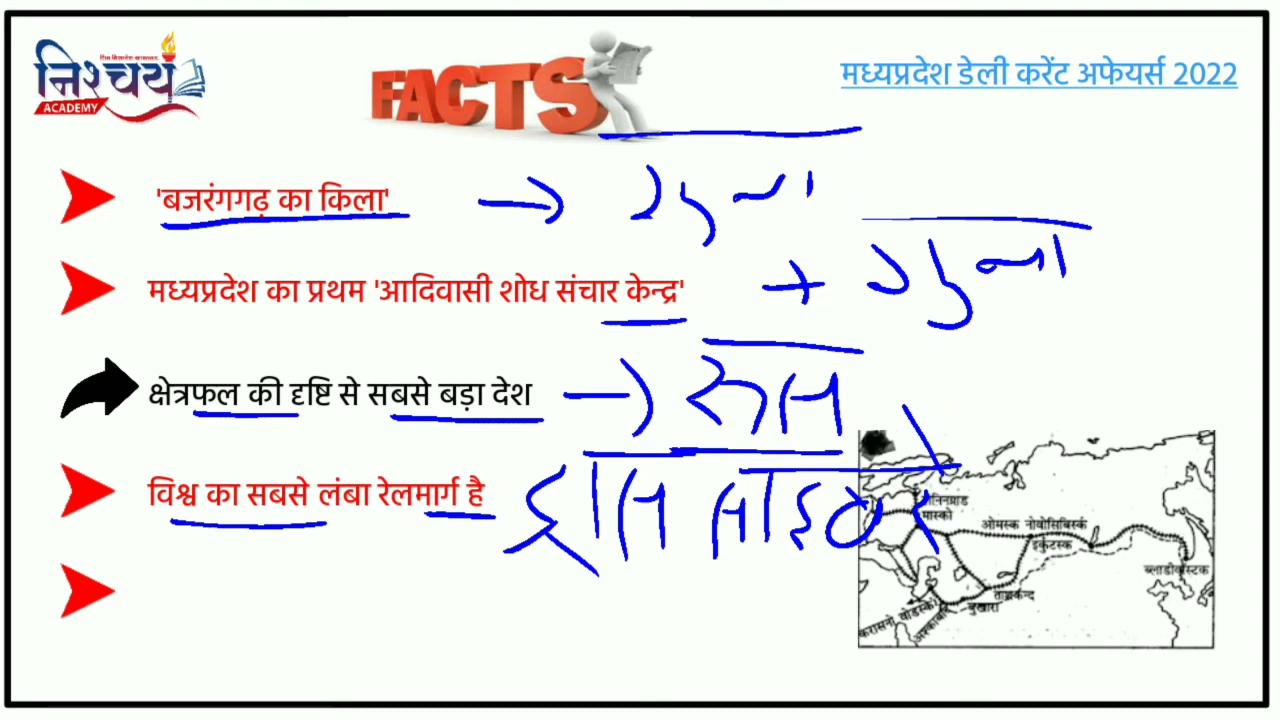 निश्चय
ACADEMY
FACTS
मध्यप्रदेश डेली करेंट अफेयर्स 2022
'बजरंगगढ़ का किला' → गुना
मध्यप्रदेश का प्रथम 'आदिवासी शोध संचार केन्द्र' + गुना
क्षेत्रफल की दृष्टि से सबसे बड़ा देश → रूस
विश्व का सबसे लंबा रेलमार्ग है ट्रांस साइबेर
लेनिनग्राड
मास्को
ओमस्क नोवोसिबिर्स्क
इर्कुटस्क
ब्लाडीवस्टक
ताशकन्द
बुखारा